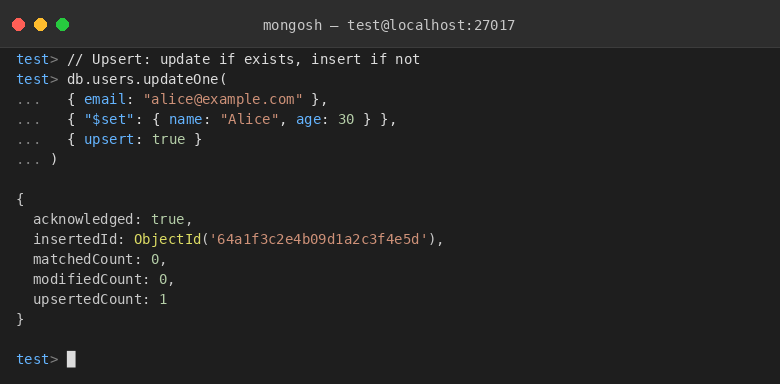 mongosh — test@localhost:27017
test> // Upsert: update if exists, insert if not
test> db.users.updateOne(
...   { email: "alice@example.com" },
...   { "$set": { name: "Alice", age: 30 } },
...   { upsert: true }
... )
{
  acknowledged: true,
  insertedId: ObjectId('64a1f3c2e4b09d1a2c3f4e5d'),
  matchedCount: 0,
  modifiedCount: 0,
  upsertedCount: 1
}
test>